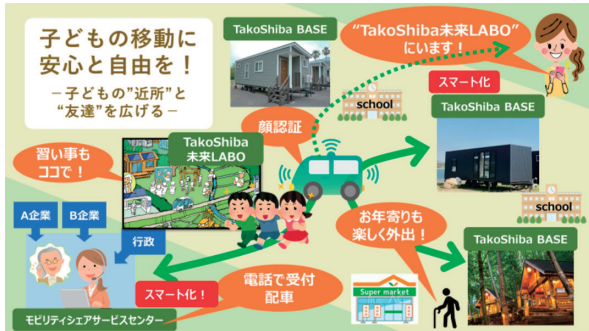 子どもの移動に
安心と自由を！
－子どもの”近所”と
“友達”を広げる－
TakoShiba BASE
“TakoShiba未来LABO”
にいます！
スマート化
school
TakoShiba BASE
顔認証
TakoShiba
未来LABO
習い事も
ココで！
school
お年寄りも
楽しく外出！
TakoShiba BASE
A企業
B企業
行政
Super market
電話で受付
配車
スマート化！
モビリティシェアサービスセンター